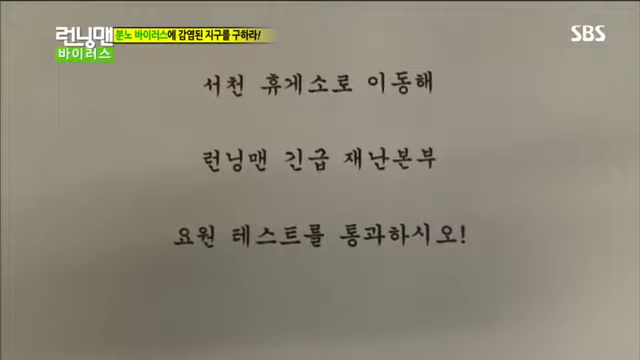 런닝맨
바이러스
분노 바이러스에 감염된 지구를 구하라!
SBS
서천 휴게소로 이동해
런닝맨 긴급 재난본부
요원 테스트를 통과하시오!